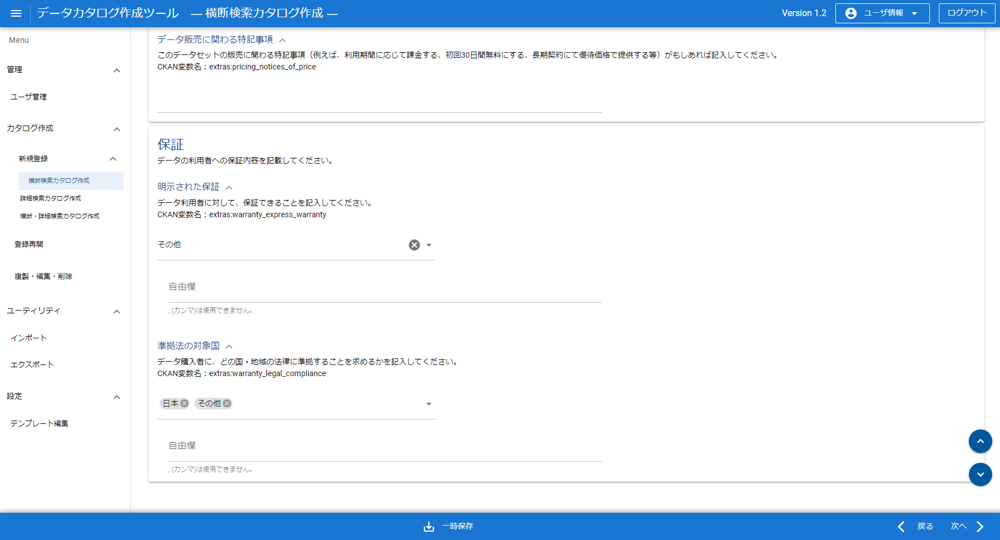 データカタログ作成ツール　― 横断検索カタログ作成 ―
Version 1.2
ユーザ情報
ログアウト
Menu
管理
ユーザ管理
カタログ作成
新規登録
横断検索カタログ作成
詳細検索カタログ作成
横断・詳細検索カタログ作成
登録再開
複製・編集・削除
ユーティリティ
インポート
エクスポート
設定
テンプレート編集
データ販売に関わる特記事項
このデータセットの販売に関わる特記事項（例えば、利用期間に応じて課金する、初回30日間無料にする、長期契約にて優待価格で提供する等）がもしあれば記入してください。
CKAN変数名：extras:pricing_notices_of_price
保証
データの利用者への保証内容を記載してください。
明示された保証
データ利用者に対して、保証できることを記入してください。
CKAN変数名：extras:warranty_express_warranty
その他
自由欄
, (カンマ)は使用できません。
準拠法の対象国
データ購入者に、どの国・地域の法律に準拠することを求めるかを記入してください。
CKAN変数名：extras:warranty_legal_compliance
日本 その他
自由欄
, (カンマ)は使用できません。
一時保存
戻る
次へ